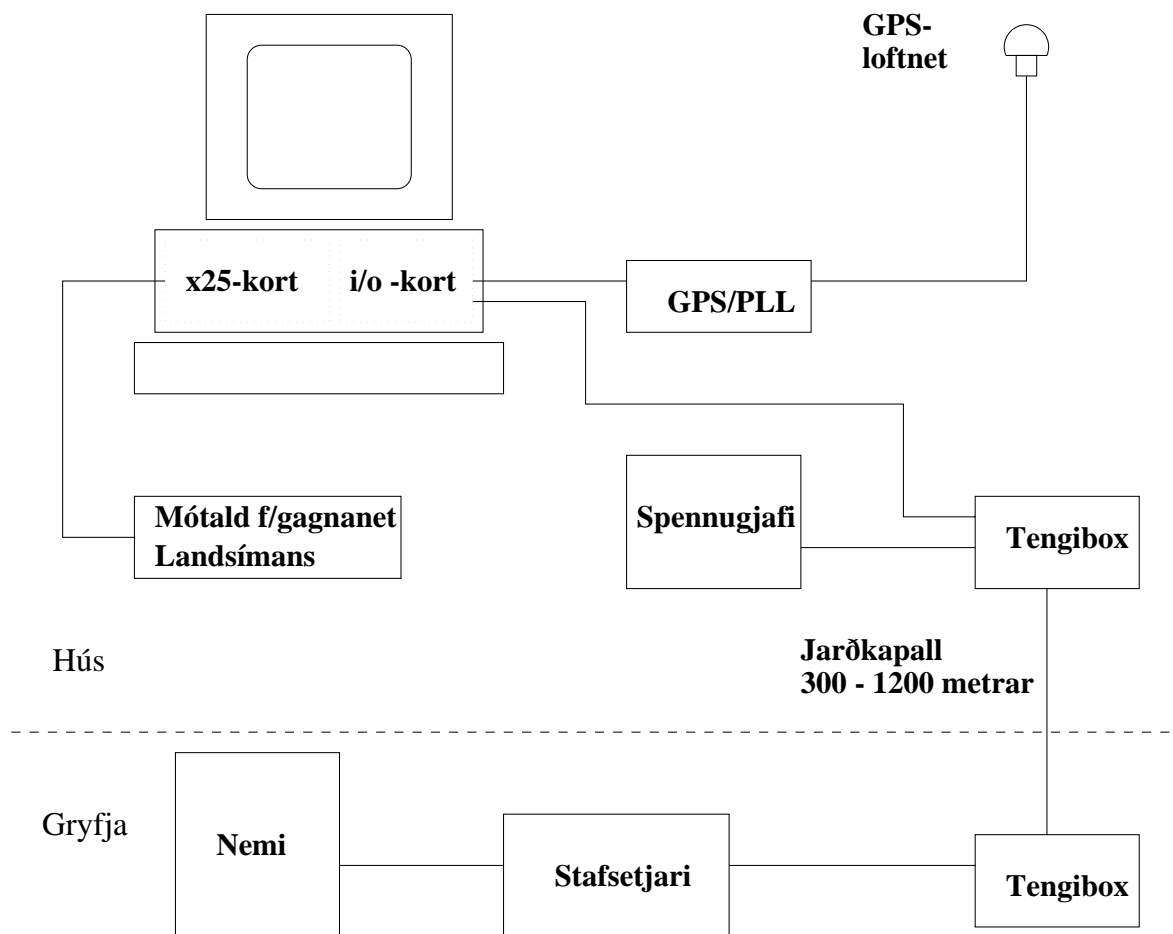 GPS-
loftnet
x25-kort
i/o -kort
GPS/PLL
Mótald f/gagnanet
Landsímans
Spennugjafi
Tengibox
Hús
Jarðkapall
300 - 1200 metrar
Gryfja
Nemi
Stafsetjari
Tengibox